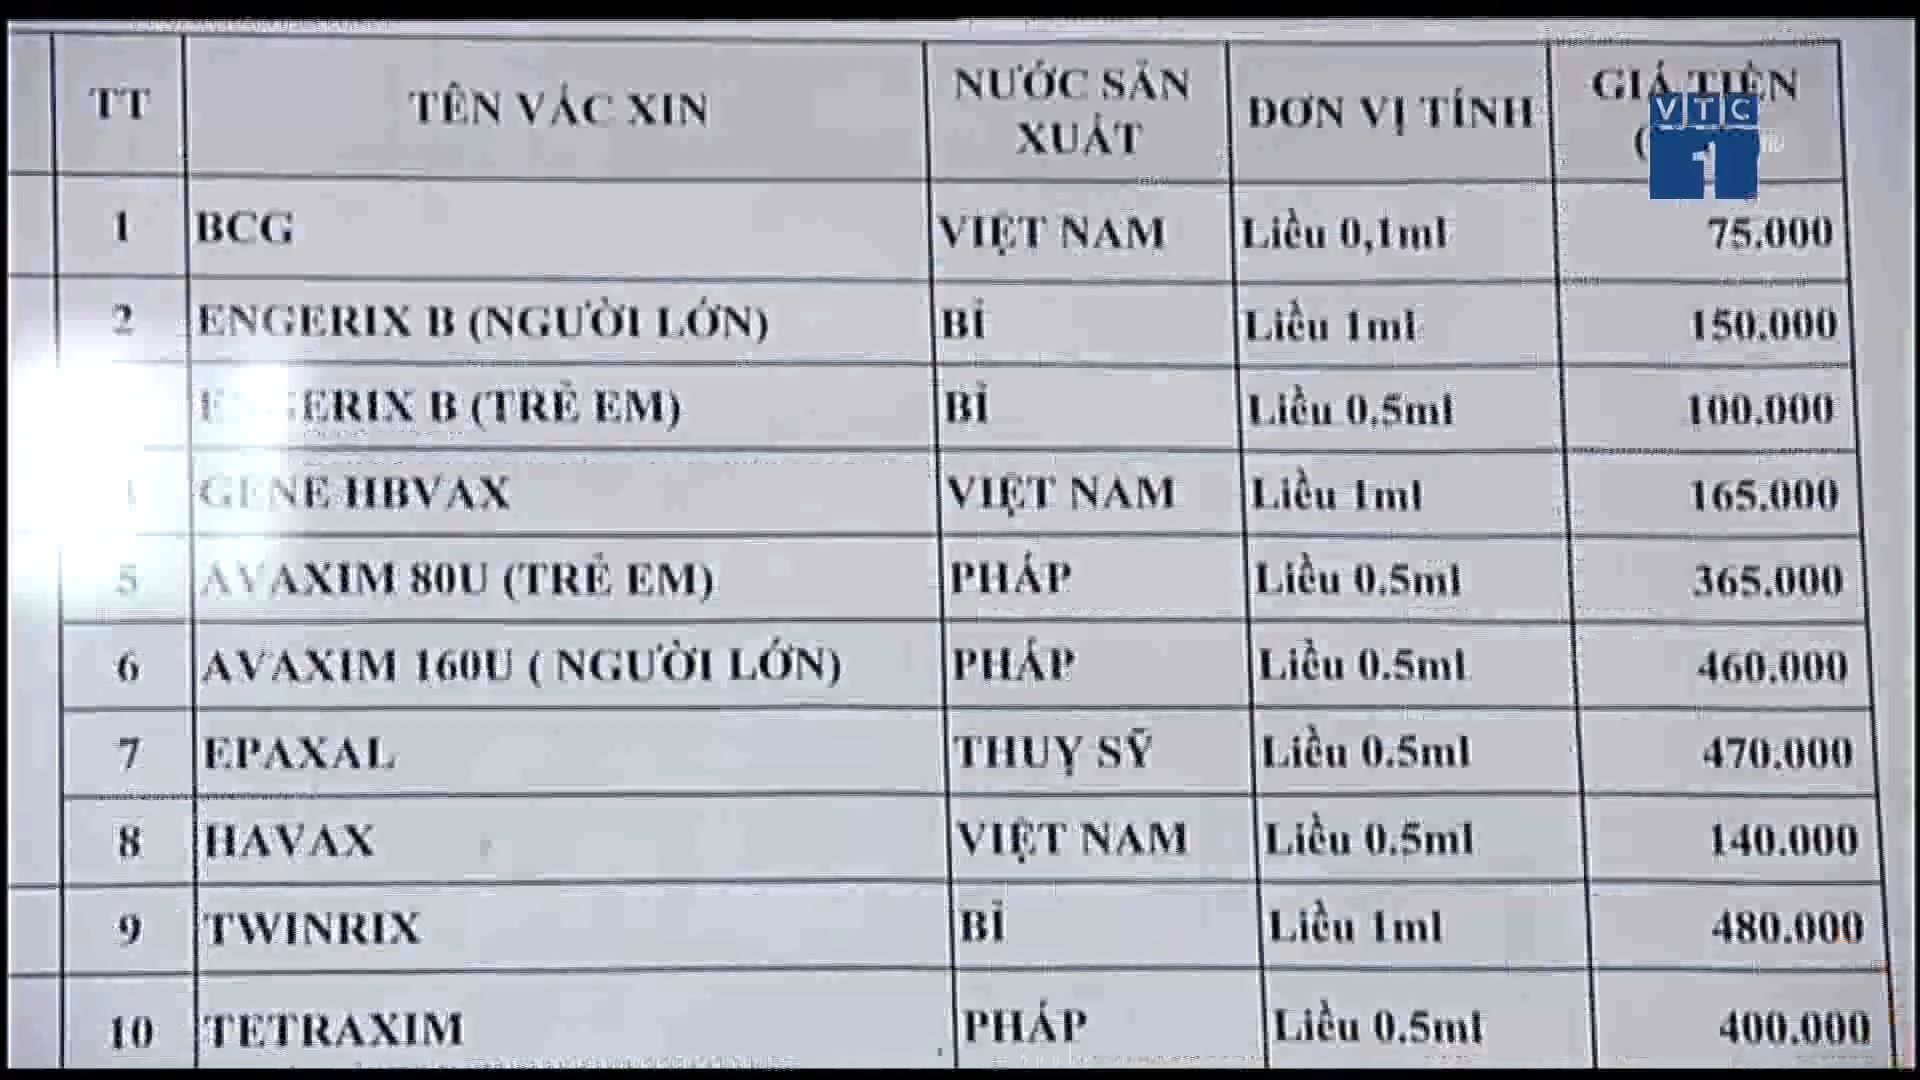 TT TÊN VẮC XIN NƯỚC SẢN XUẤT ĐƠN VỊ TÍNH GIÁ TIỀN
VTC
1
1 BCG VIỆT NAM Liều 0,1ml 75.000
2 ENGERIX B (NGƯỜI LỚN) BỈ Liều 1ml 150.000
ENGERIX B (TRẺ EM) BỈ Liều 0,5ml 100.000
GENE HBVAX VIỆT NAM Liều 1ml 165.000
5 AVAXIM 80U (TRẺ EM) PHÁP Liều 0.5ml 365.000
6 AVAXIM 160U ( NGƯỜI LỚN) PHÁP Liều 0.5ml 460.000
7 EPAXAL THUỴ SỸ Liều 0.5ml 470.000
8 HAVAX VIỆT NAM Liều 0.5ml 140.000
9 TWINRIX BỈ Liều 1ml 480.000
10 TETRAXIM PHÁP Liều 0.5ml 400.000